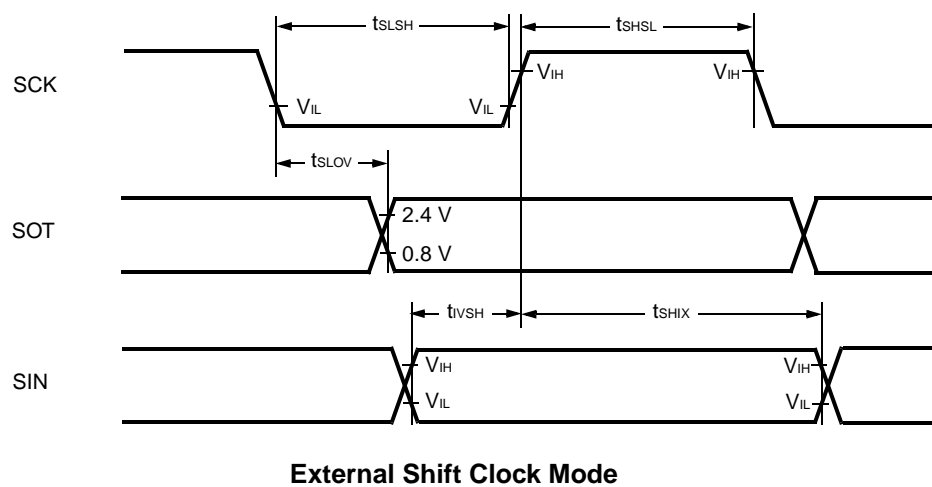 tSLSH
tSHSL
SCK
VIH
VIH
VIL
VIL
tSLOV
SOT
2.4 V
0.8 V
tIVSH
tSHIX
SIN
VIH
VIH
VIL
VIL
External Shift Clock Mode